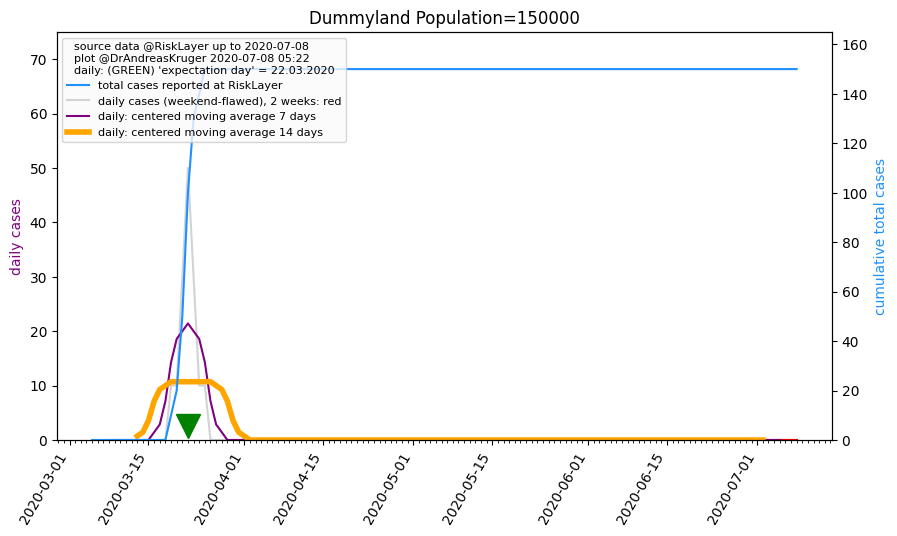 Dummyland Population=150000
source data @RiskLayer up to 2020-07-08
plot @DrAndreasKruger 2020-07-08 05:22
daily: (GREEN) 'expectation day' = 22.03.2020
total cases reported at RiskLayer
daily cases (weekend-flawed), 2 weeks: red
daily: centered moving average 7 days
daily: centered moving average 14 days
daily cases
70
60
50
40
30
20
10
0
cumulative total cases
160
140
120
100
80
60
40
20
0
2020-03-01
2020-03-15
2020-04-01
2020-04-15
2020-05-01
2020-05-15
2020-06-01
2020-06-15
2020-07-01